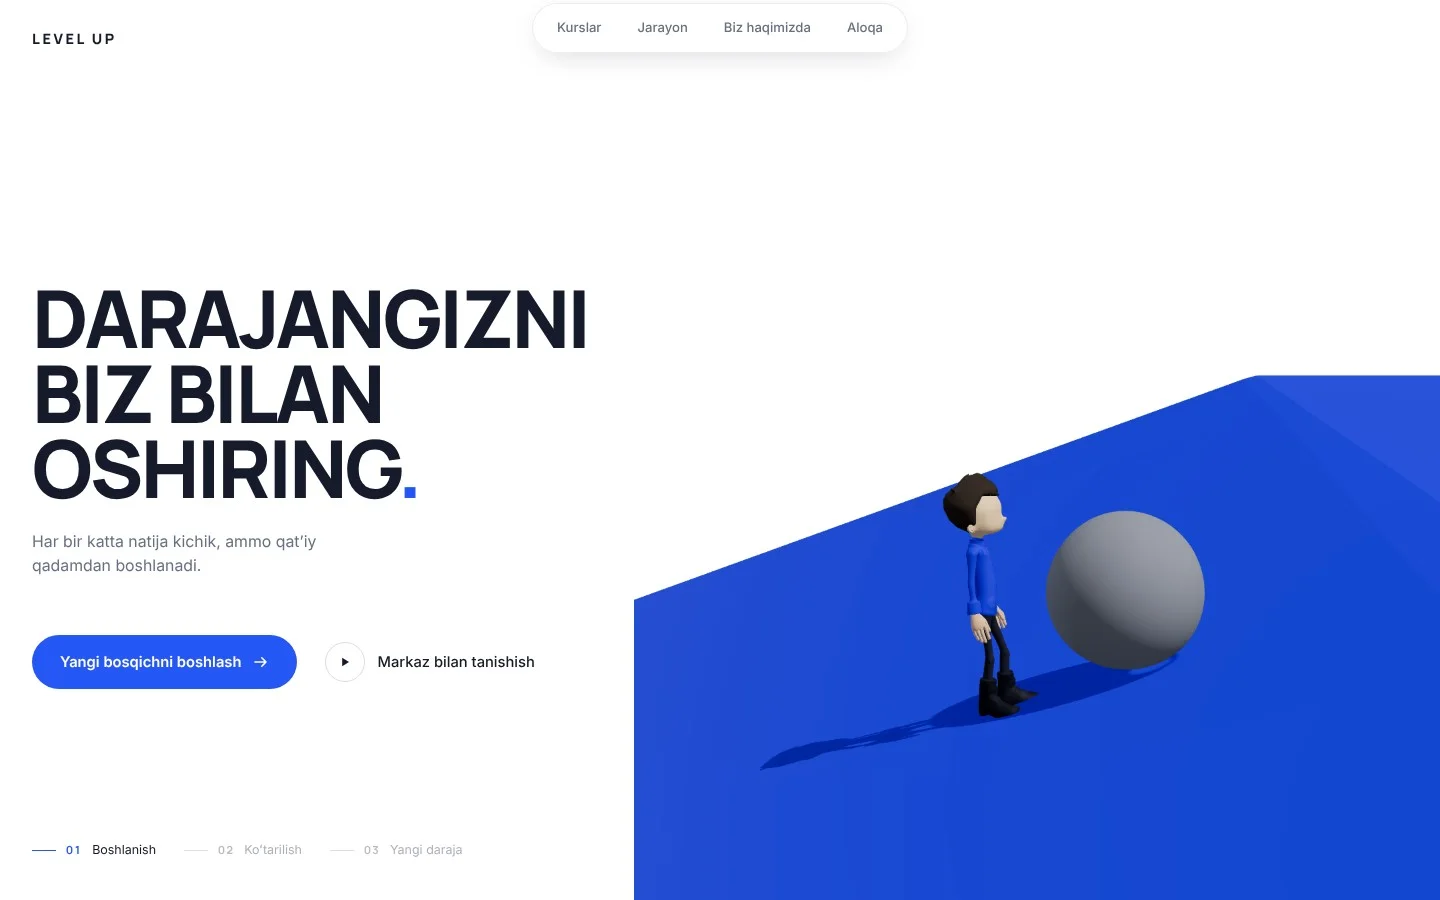 LEVEL UP
Kurslar Jarayon Biz haqimizda Aloqa
DARAJANGIZNI
BIZ BILAN
OSHIRING.
Har bir katta natija kichik, ammo qat’iy
qadamdan boshlanadi.
Yangi bosqichni boshlash →
Markaz bilan tanishish
01 Boshlanish 02 Ko‘tarilish 03 Yangi daraja